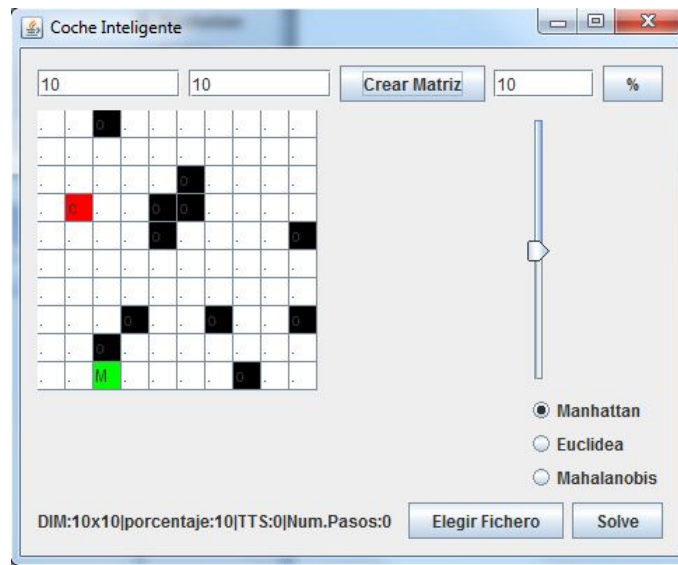 Coche Inteligente
10 10 Crear Matriz 10 %
. . o . . . . . . .
. . . . . . . . . .
. . . . . o . . . .
. c . . o o . . . .
. . . . o . . . . o
. . . . . . . . . .
. . . . . . . . . .
. . . o . . o . . o
. . o . . . . . . .
. . M . . . . o . .
Manhattan
Euclidea
Mahalanobis
DIM:10x10|porcentaje:10|TTS:0|Num.Pasos:0 Elegir Fichero Solve